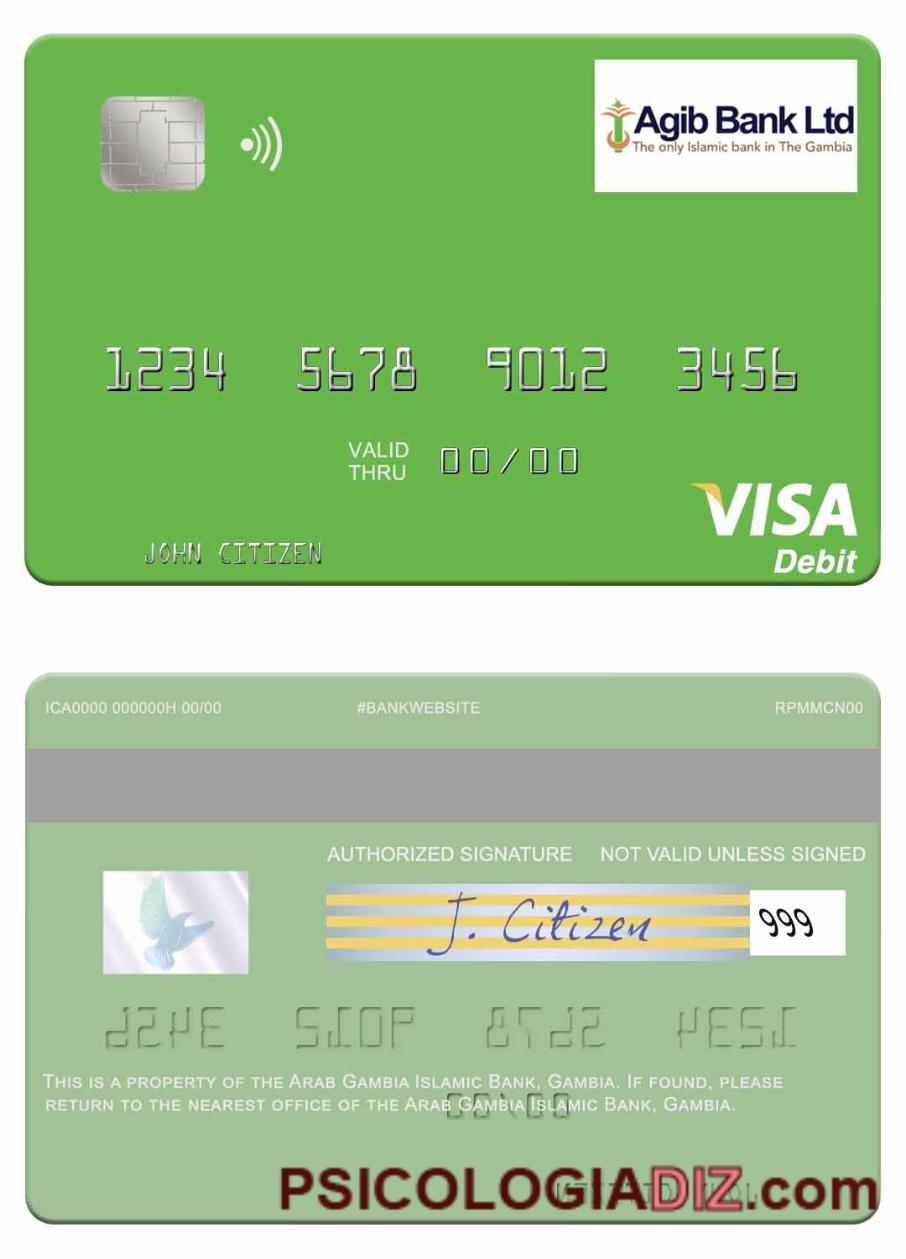 Agib Bank Ltd
The only Islamic bank in The Gambia
1234 5678 9012 3456
VALID THRU 00/00
VISA
Debit
JOHN CITIZEN
ICA0000 000000H 00/00 #BANKWEBSITE RPMMCN00
AUTHORIZED SIGNATURE NOT VALID UNLESS SIGNED
J. Citizen 999
THIS IS A PROPERTY OF THE ARAB GAMBIA ISLAMIC BANK, GAMBIA. IF FOUND, PLEASE
RETURN TO THE NEAREST OFFICE OF THE ARAB GAMBIA ISLAMIC BANK, GAMBIA.
PSICOLOGIADIZ.com